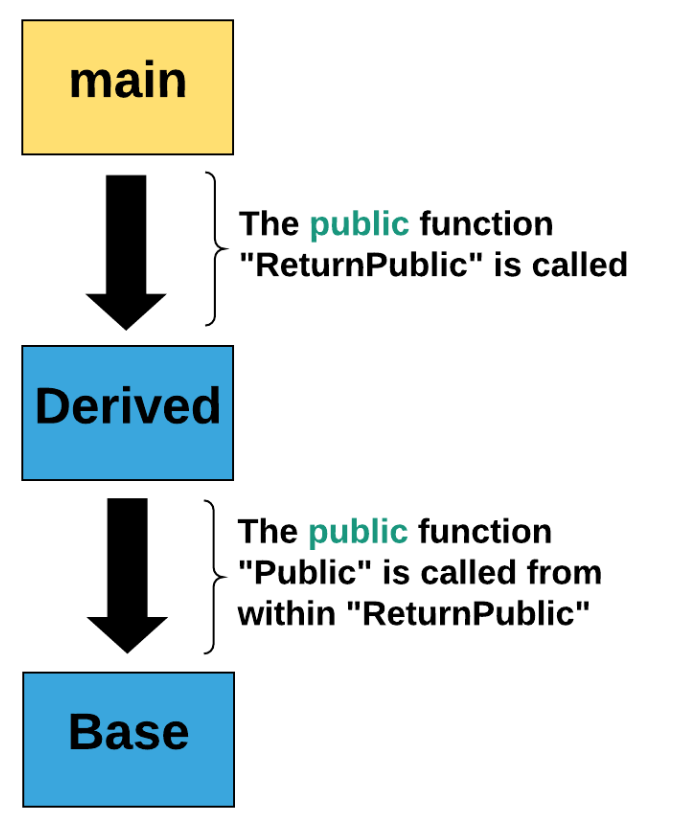 main
The public function
"ReturnPublic" is called
Derived
The public function
"Public" is called from
within "ReturnPublic"
Base